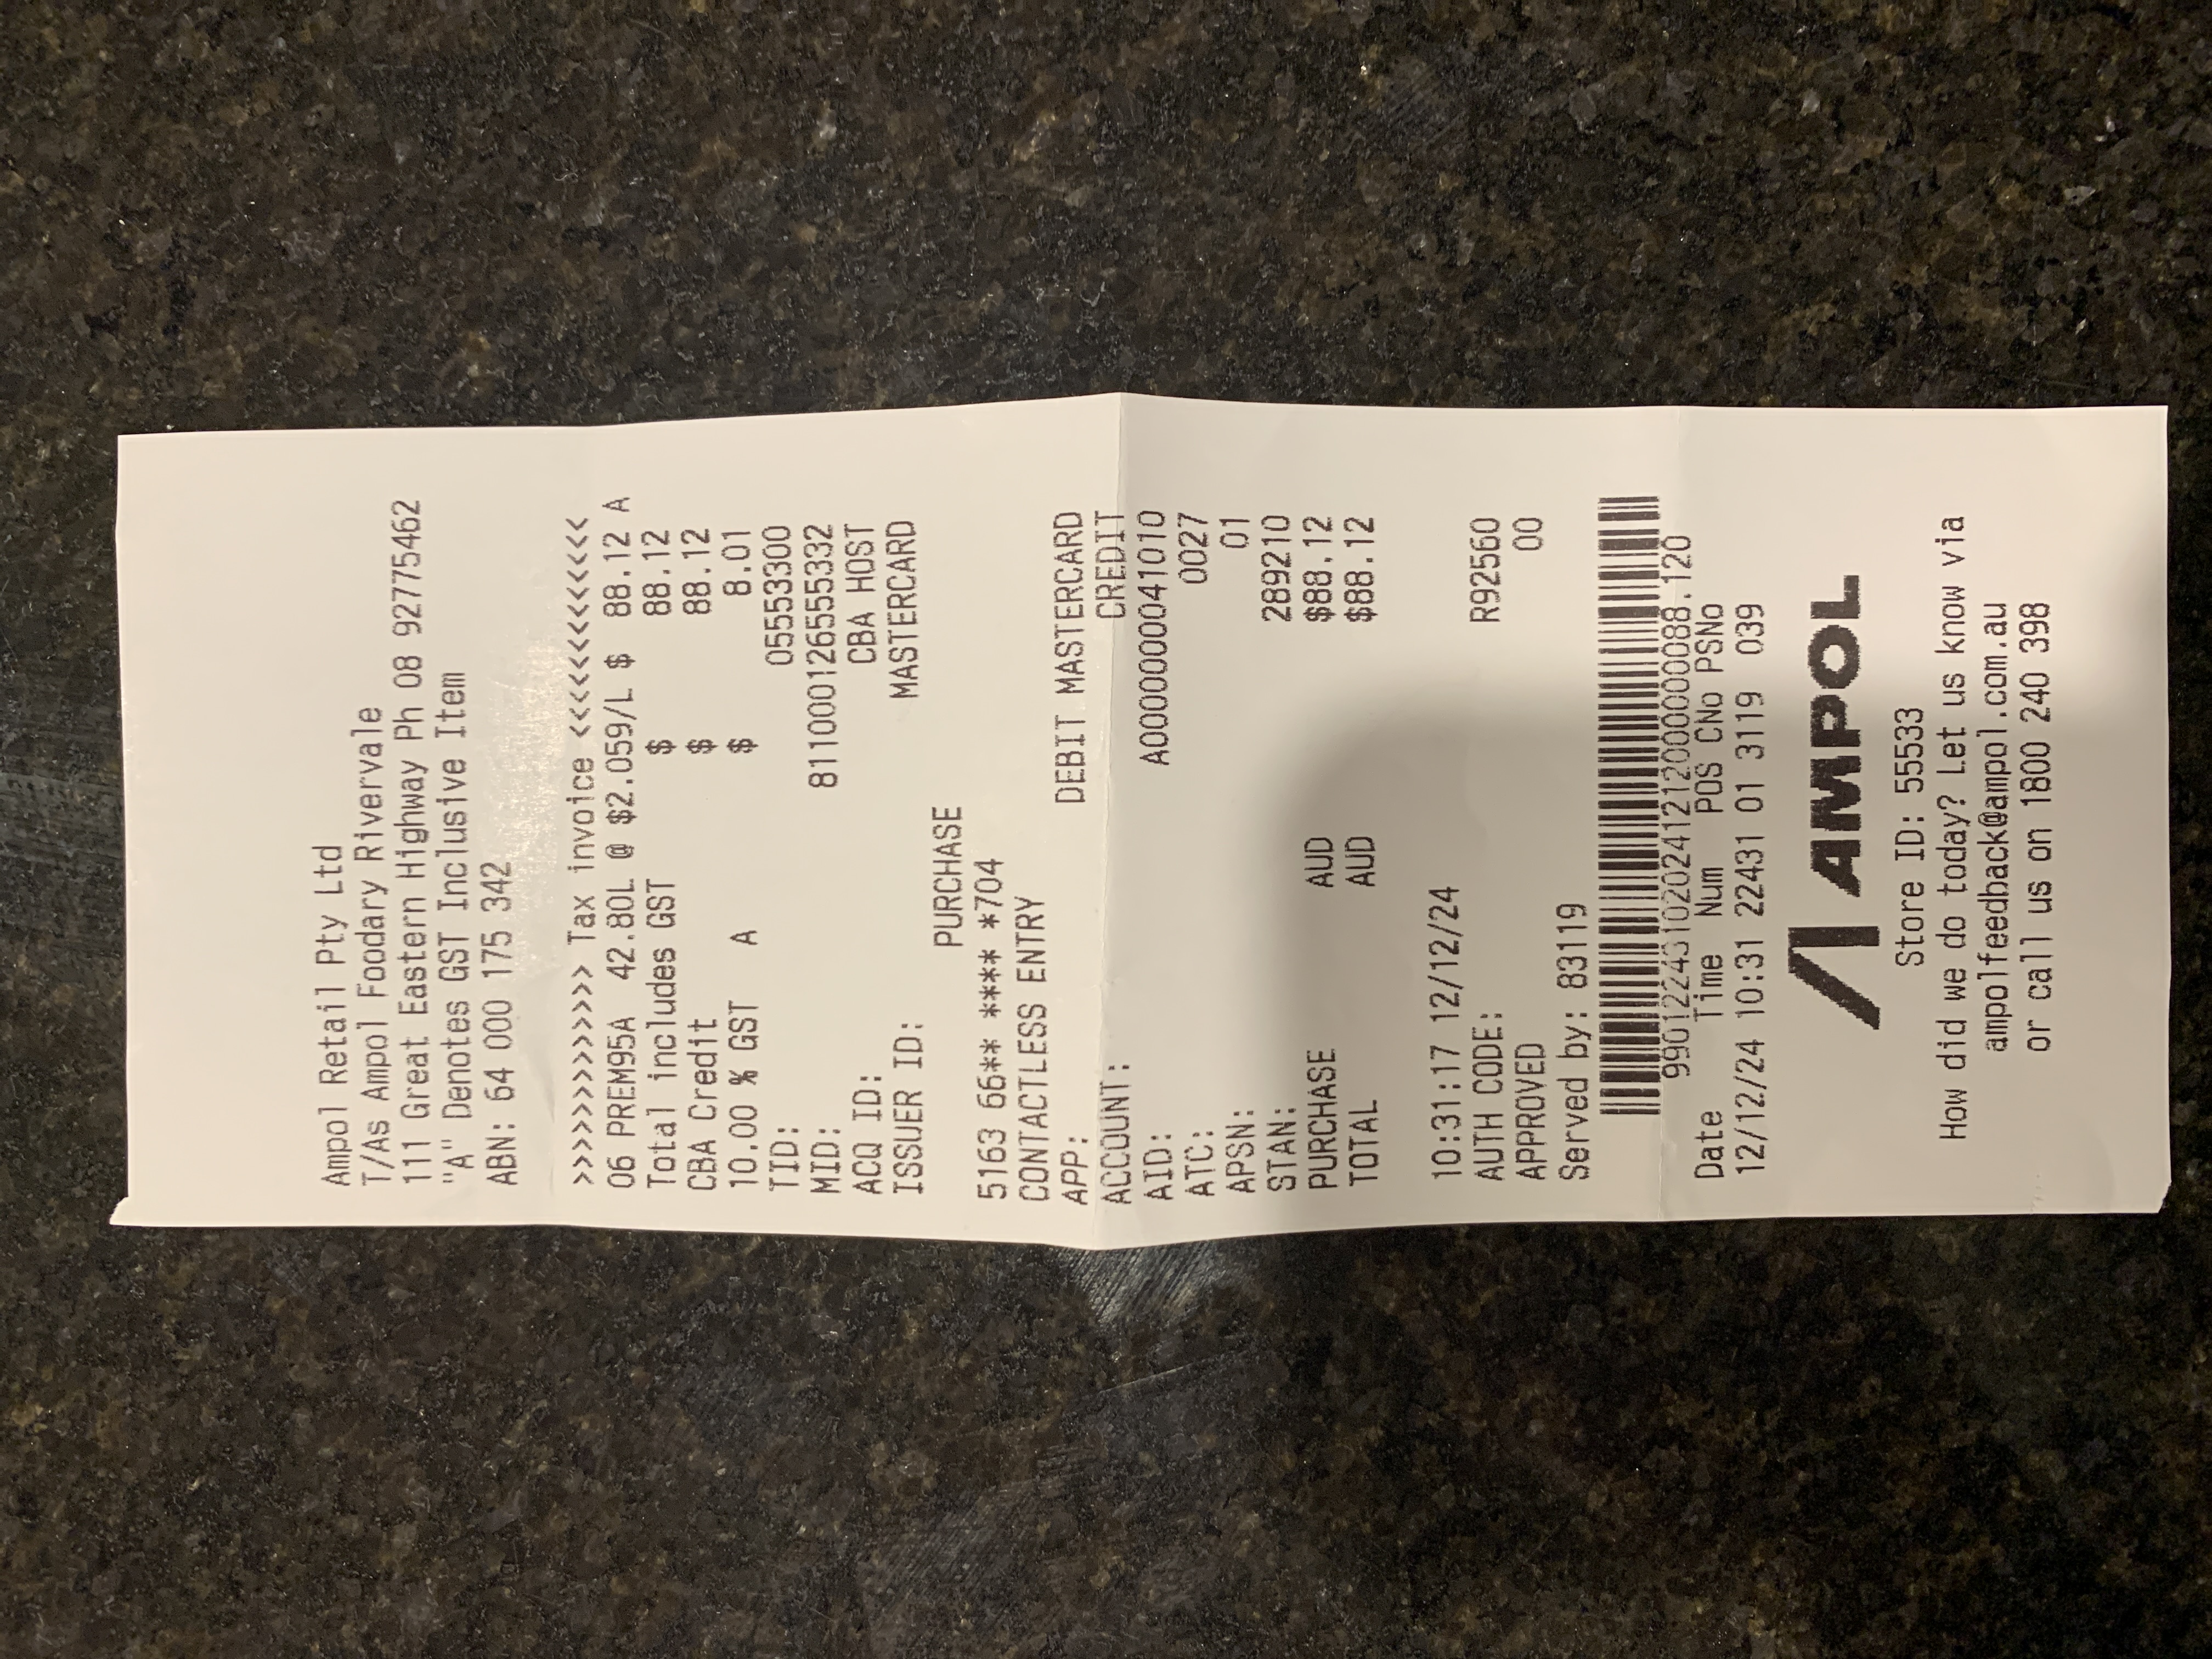 Ampol Retail Pty Ltd
T/As Ampol Foodary Rivervale
111 Great Eastern Highway Ph 08 92775462
"A" Denotes GST Inclusive Item
ABN: 64 000 175 342
>>>>>>>>>>>>> Tax invoice <<<<<<<<<<<<<
06 PREM95A 42.80L @ $2.059/L $ 88.12 A
Total includes GST $ 88.12
CBA Credit $ 88.12
10.00 % GST A $ 8.01
TID: 05553300
MID: 811000126555332
ACQ ID: CBA HOST
ISSUER ID: MASTERCARD
PURCHASE
5163 66** **** *704
CONTACTLESS ENTRY
APP: DEBIT MASTERCARD
ACCOUNT: CREDIT
AID: A0000000041010
ATC: 0027
APSN: 01
STAN: 289210
PURCHASE AUD $88.12
TOTAL AUD $88.12
10:31:17 12/12/24
AUTH CODE: R92560
APPROVED 00
Served by: 83119
990122431020241212000000088.120
Date Time Num POS CNo PSNo
12/12/24 10:31 22431 01 3119 039
AMPOL
Store ID: 55533
How did we do today? Let us know via
ampolfeedback@ampol.com.au
or call us on 1800 240 398